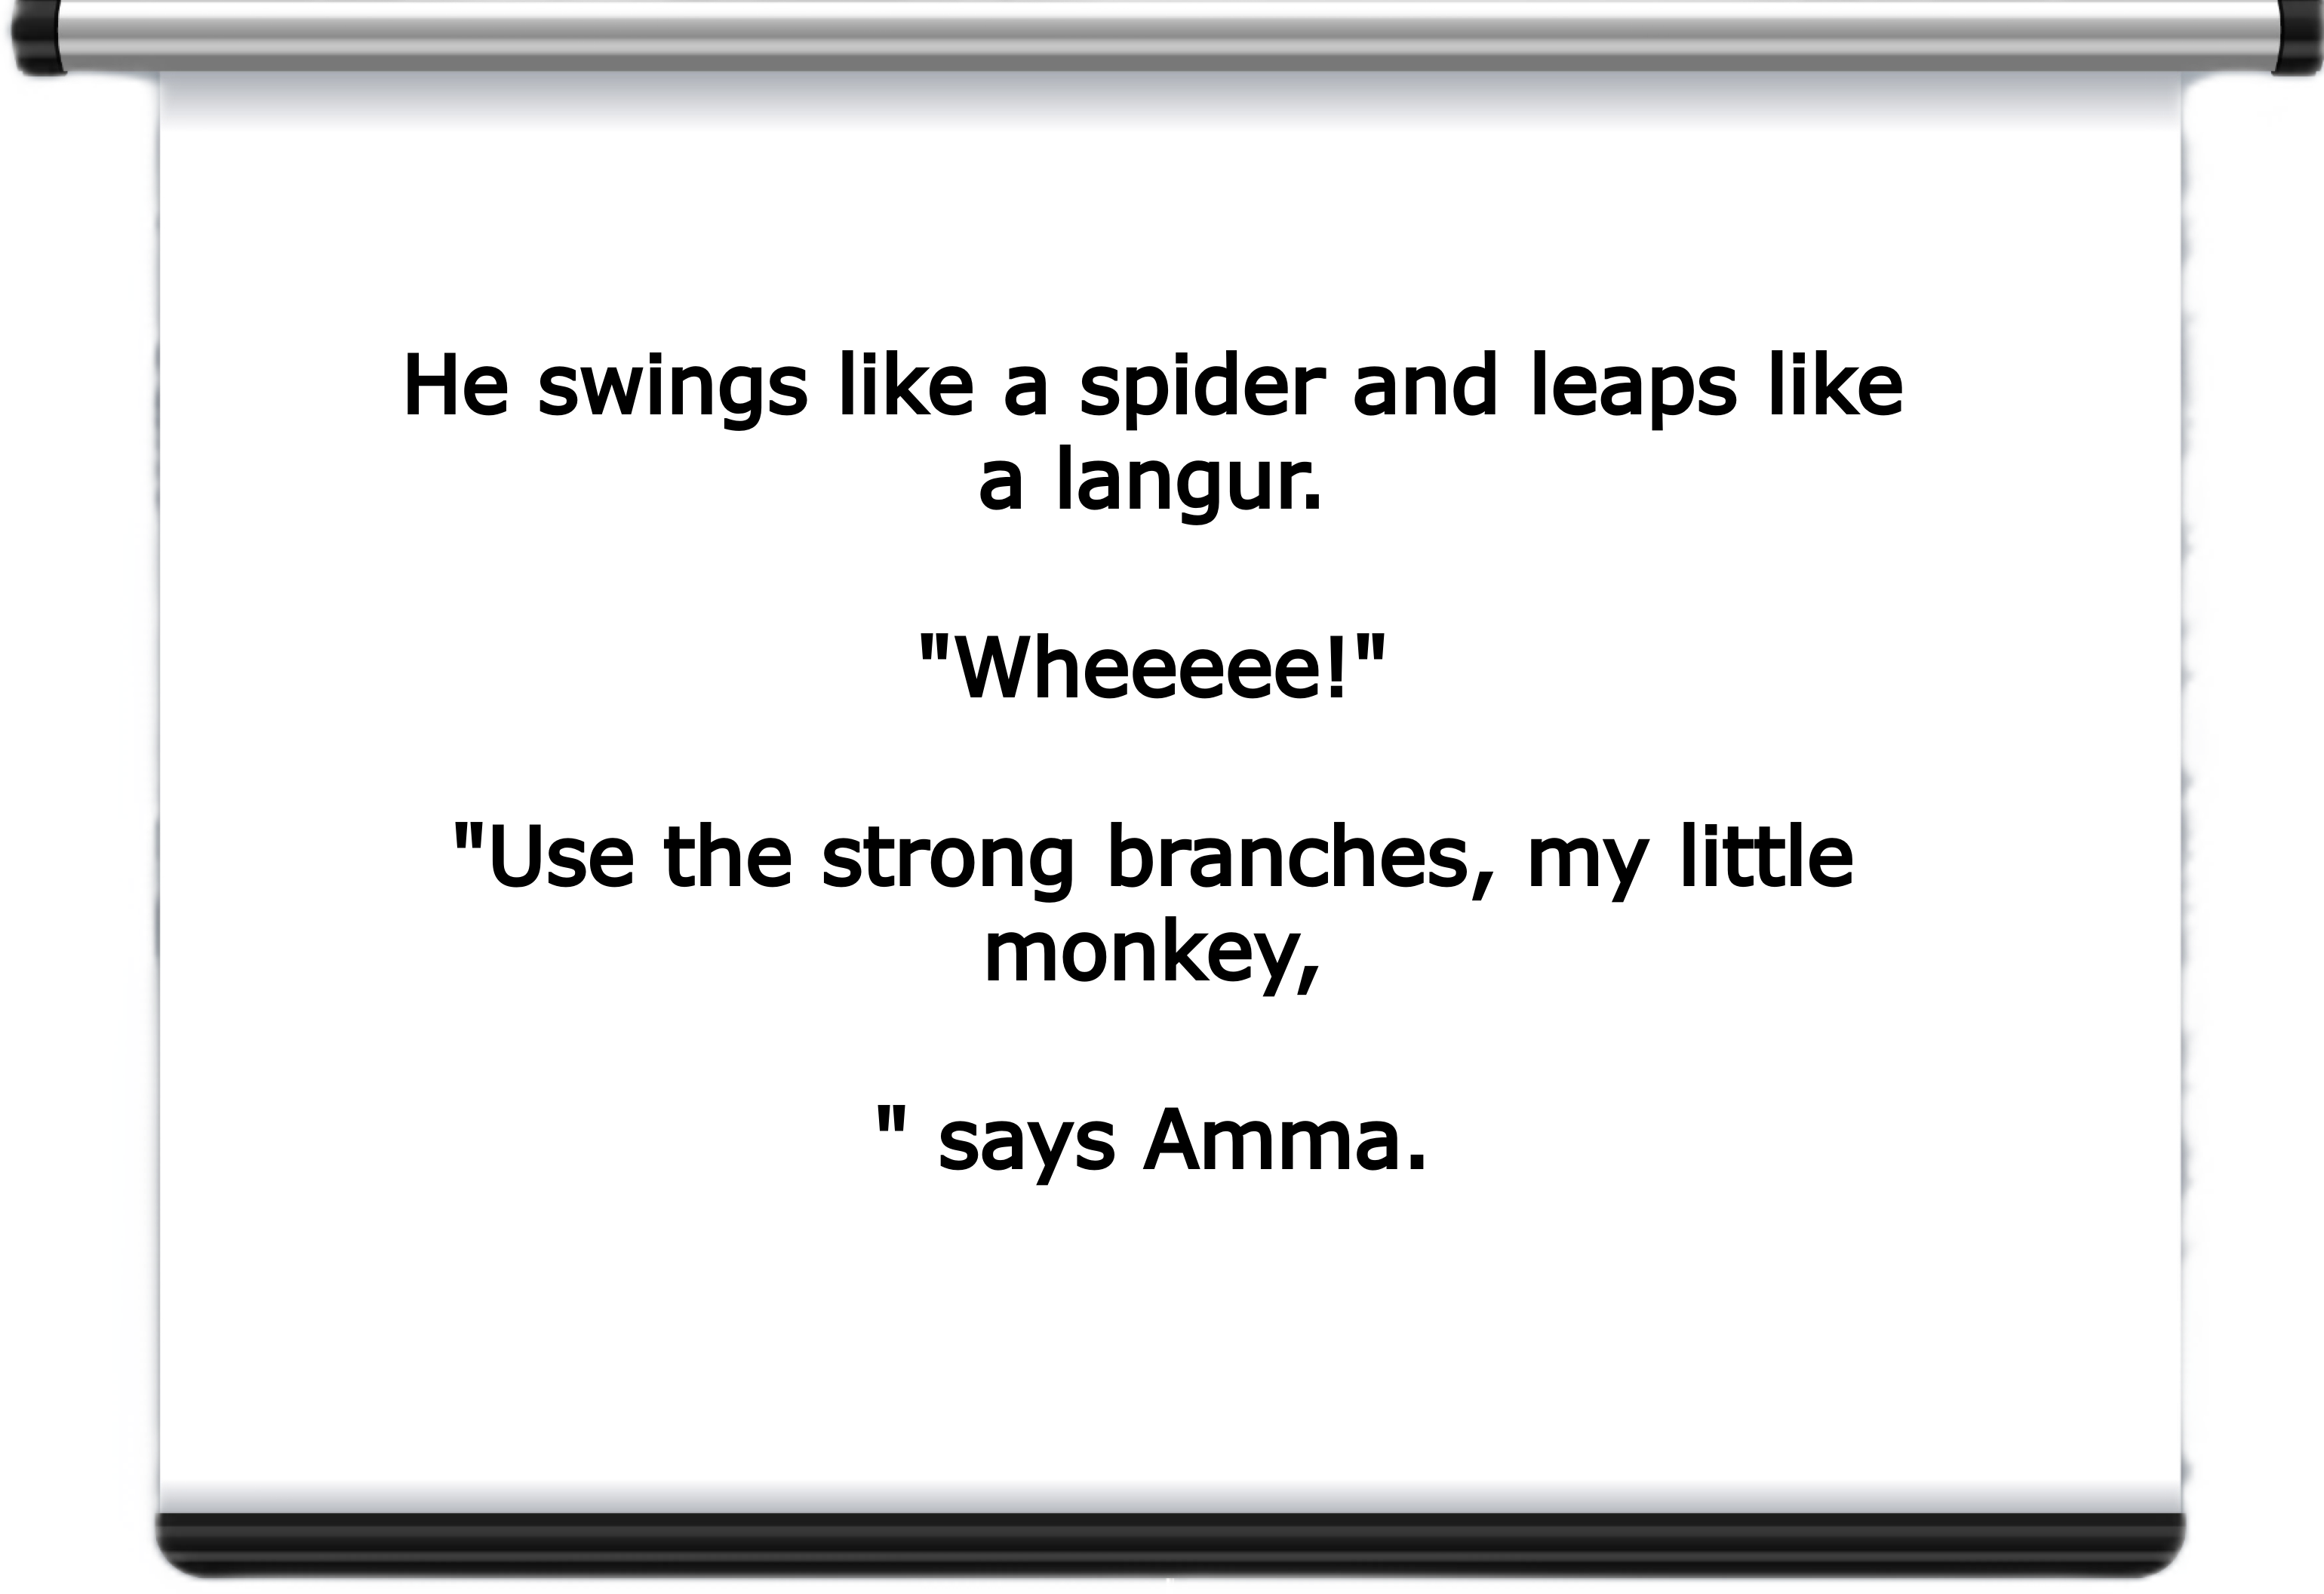 He swings like a spider and leaps like
a langur.
"Wheeeee!"
"Use the strong branches, my little
monkey,
" says Amma.